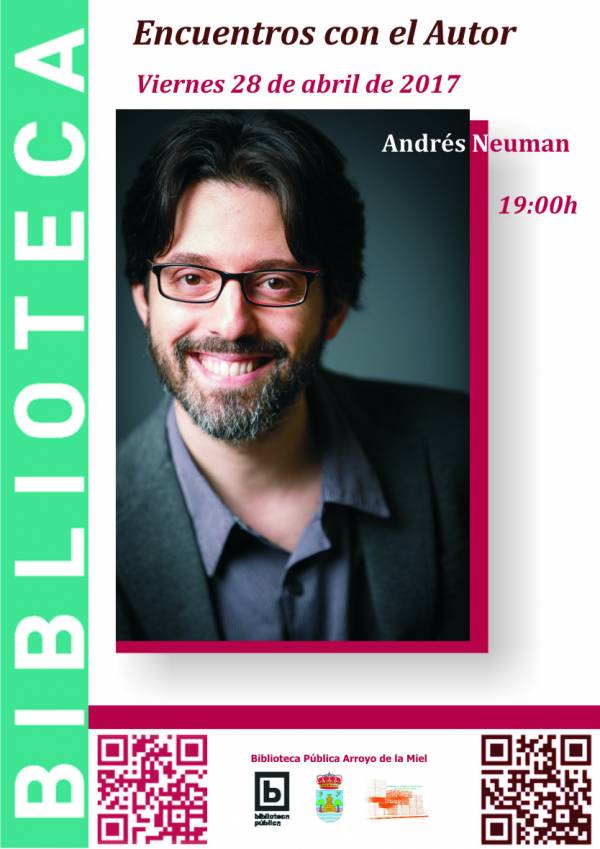 BIBLIOTECA
Encuentros con el Autor
Viernes 28 de abril de 2017
Andrés Neuman
19:00h
Biblioteca Pública Arroyo de la Miel
b
biblioteca
pública